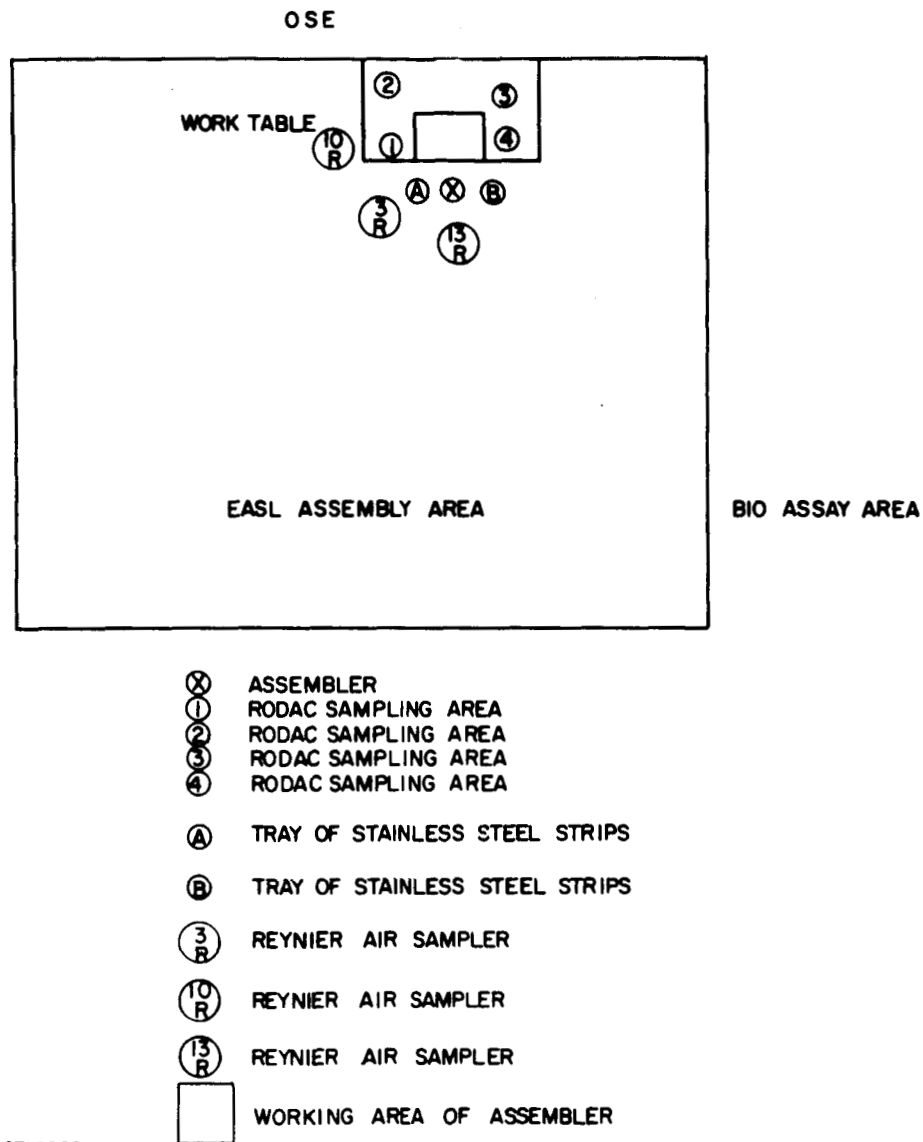 OSE
2
3
WORK TABLE
10 R
1
4
A X B
3 R
13 R
EASL ASSEMBLY AREA
BIO ASSAY AREA
X ASSEMBLER
1 RODAC SAMPLING AREA
2 RODAC SAMPLING AREA
3 RODAC SAMPLING AREA
4 RODAC SAMPLING AREA
A TRAY OF STAINLESS STEEL STRIPS
B TRAY OF STAINLESS STEEL STRIPS
3 R REYNIER AIR SAMPLER
10 R REYNIER AIR SAMPLER
13 R REYNIER AIR SAMPLER
WORKING AREA OF ASSEMBLER